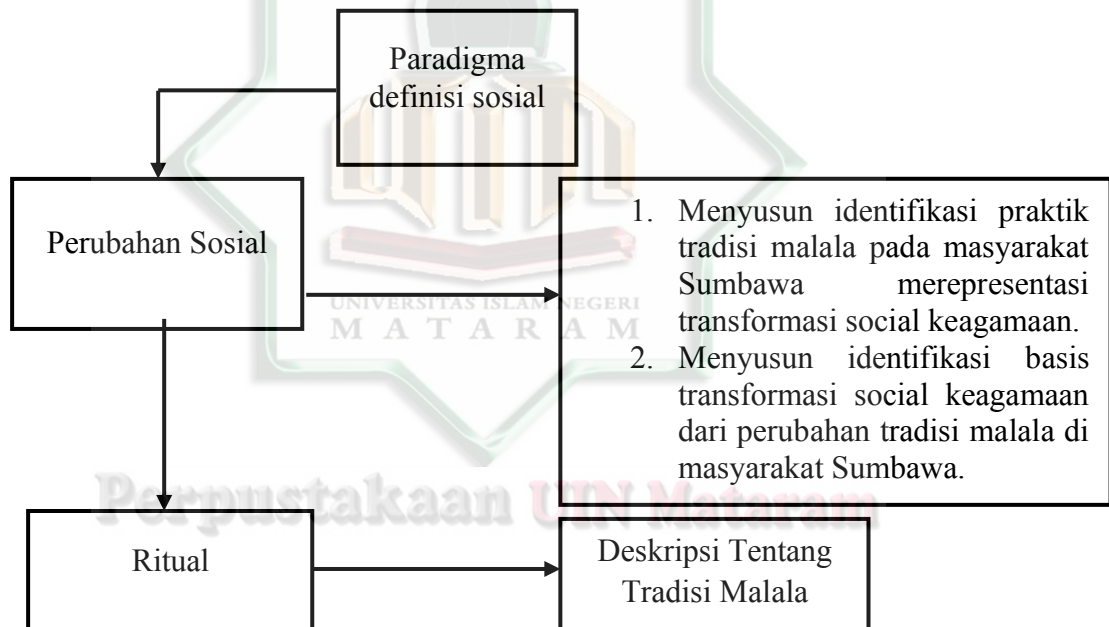 Paradigma
definisi sosial
Perubahan Sosial
1. Menyusun identifikasi praktik
tradisi malala pada masyarakat
Sumbawa merepresentasi
transformasi social keagamaan.
2. Menyusun identifikasi basis
transformasi social keagamaan
dari perubahan tradisi malala di
masyarakat Sumbawa.
UNIVERSITAS ISLAM NEGERI
MATARAM
Perpustakaan UIN Mataram
Ritual
Deskripsi Tentang
Tradisi Malala